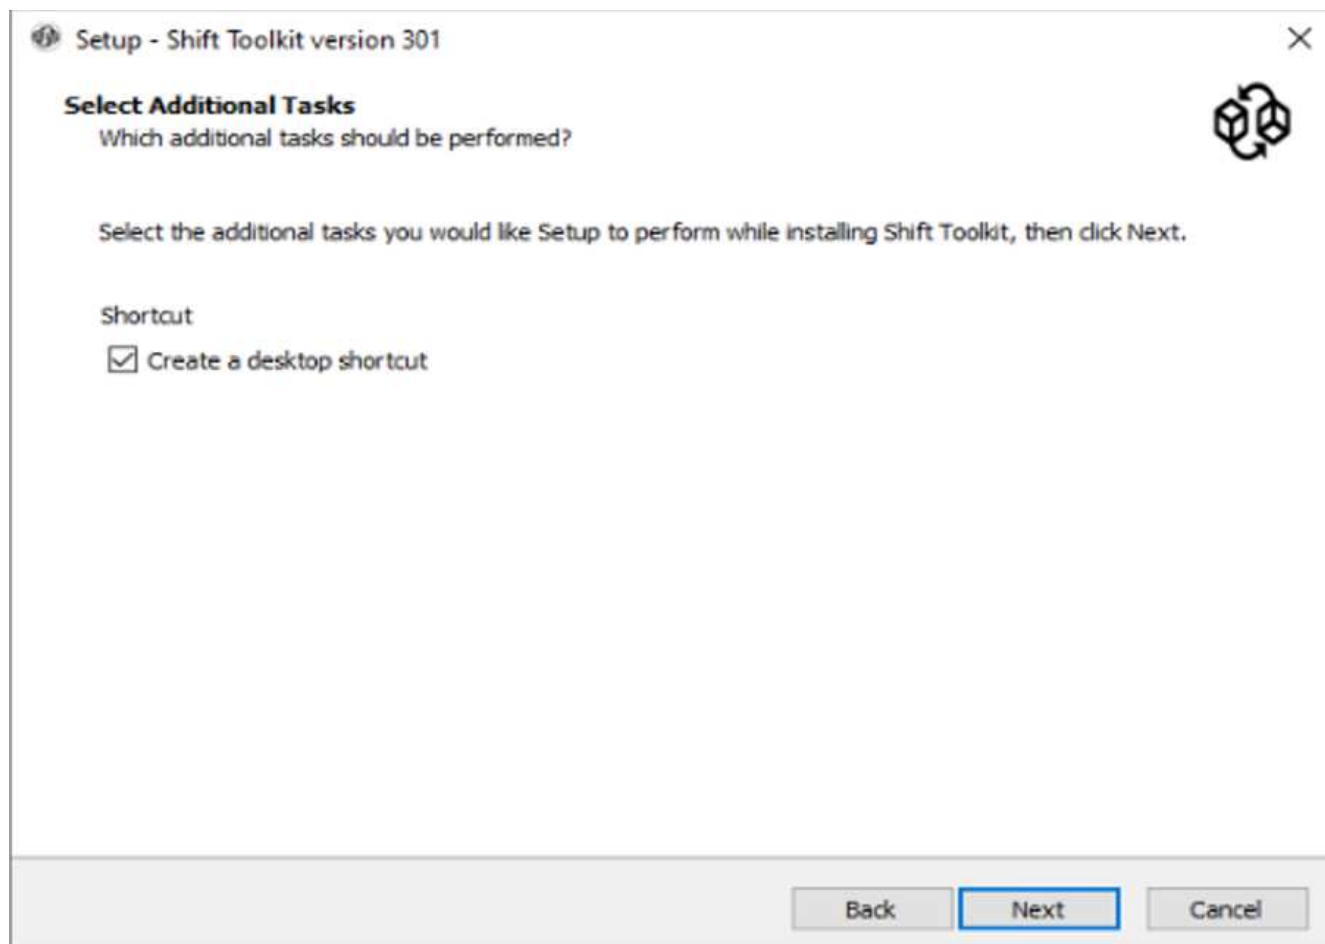 Setup - Shift Toolkit version 301
Select Additional Tasks
Which additional tasks should be performed?
Select the additional tasks you would like Setup to perform while installing Shift Toolkit, then click Next.
Shortcut
Create a desktop shortcut
Back Next Cancel